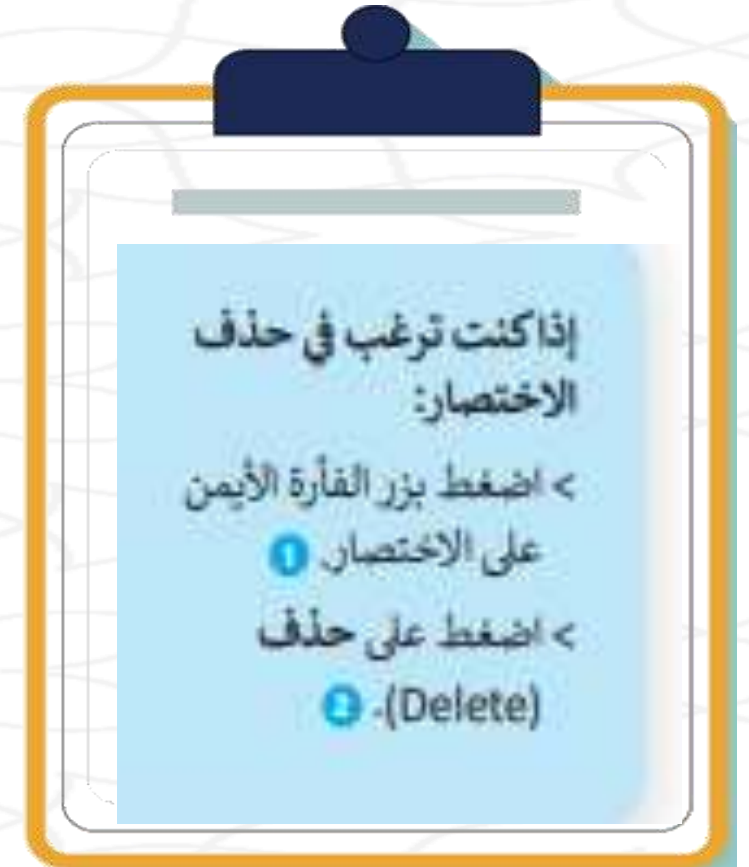 إذا كنت ترغب في حذف
الاختصار:
> اضغط بزر الفأرة الأيمن
على الاختصار. 1
> اضغط على حذف
(Delete). 2